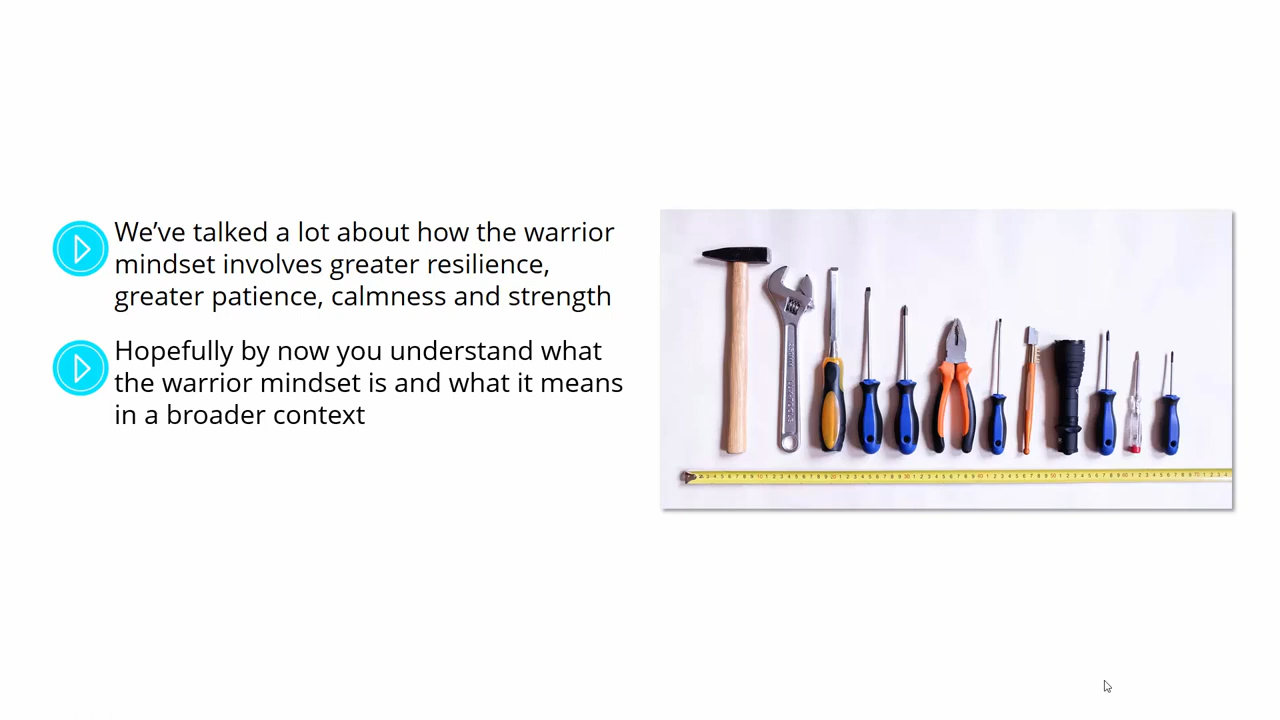 We’ve talked a lot about how the warrior
mindset involves greater resilience,
greater patience, calmness and strength
Hopefully by now you understand what
the warrior mindset is and what it means
in a broader context